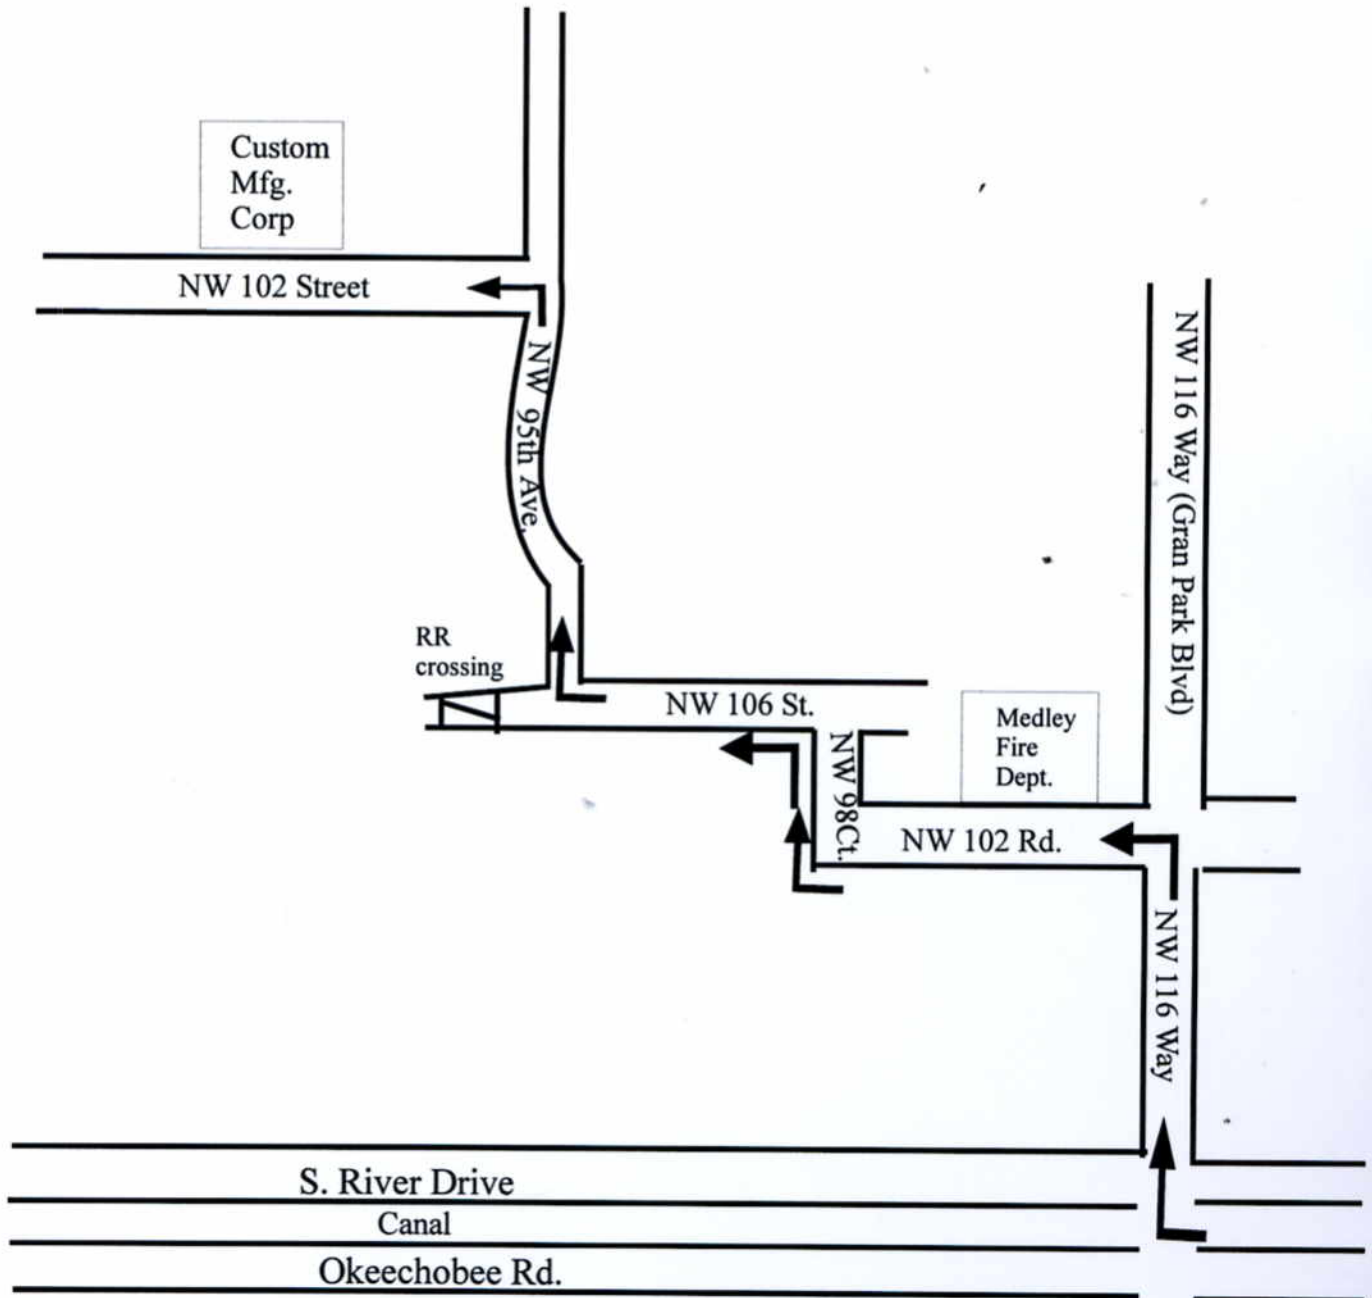 Custom
Mfg.
Corp
NW 102 Street
NW 95th Ave.
NW 116 Way (Gran Park Blvd)
RR
crossing
NW 106 St.
Medley
Fire
Dept.
NW 98Ct.
NW 102 Rd.
NW 116 Way
S. River Drive
Canal
Okeechobee Rd.